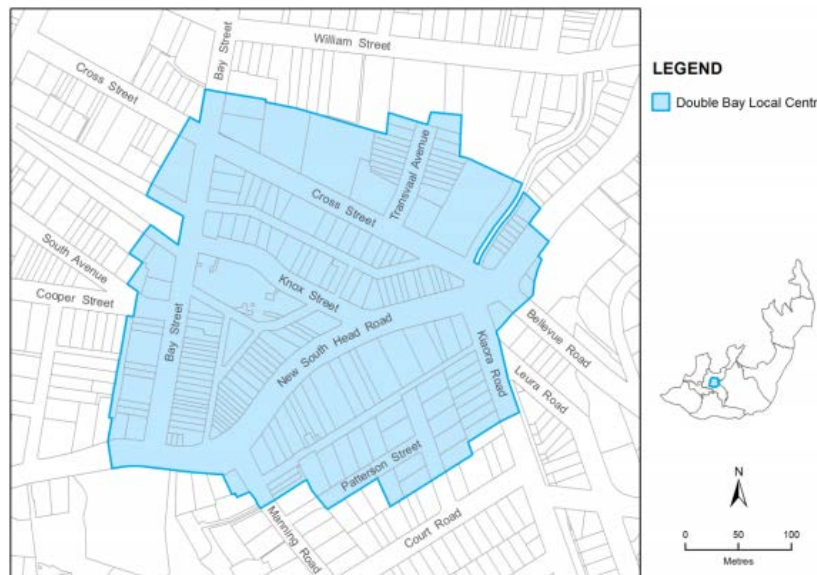 William Street
Bay Street
Cross Street
LEGEND
Double Bay Local Centr
Transvaal Avenue
Cross Street
South Avenue
Knox Street
Cooper Street
Bay Street
New South Head Road
Bellevue Road
Kiaora Road
Leura Road
Patterson Street
Manning Road
Court Road
N
0 50 100
Metres